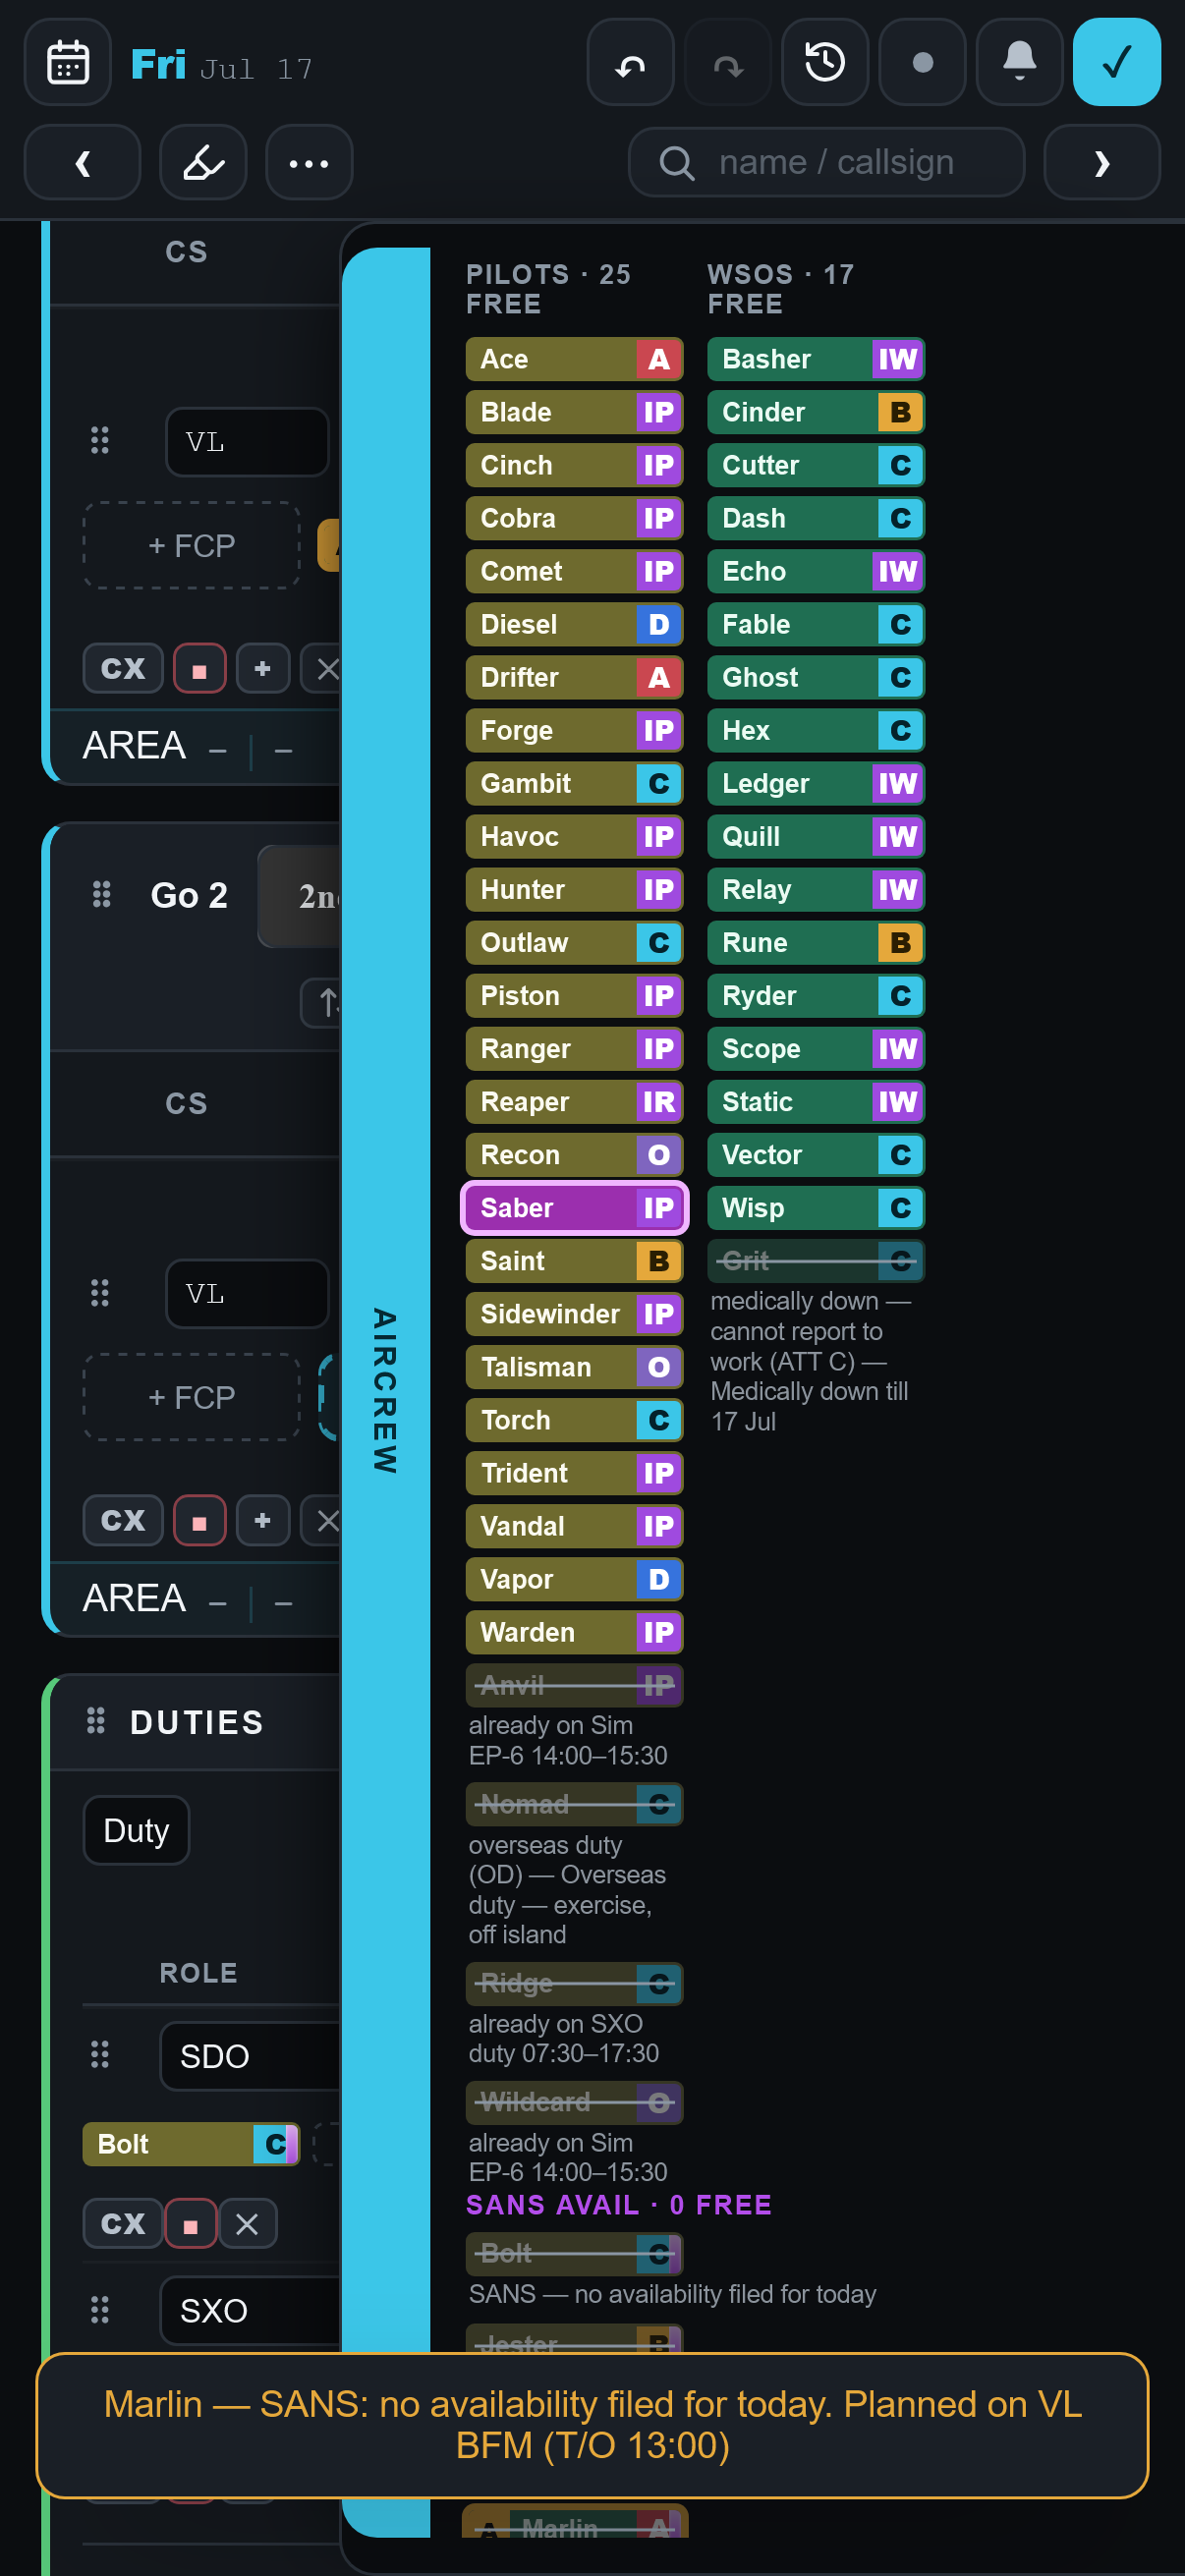 Fri Jul 17
name / callsign
CS
VL
+ FCP
CX
AREA – | –
Go 2
CS
VL
+ FCP
CX
AREA – | –
DUTIES
Duty
ROLE
SDO
Bolt C
CX
SXO
AIRCREW
PILOTS · 25
FREE
Ace A
Blade IP
Cinch IP
Cobra IP
Comet IP
Diesel D
Drifter A
Forge IP
Gambit C
Havoc IP
Hunter IP
Outlaw C
Piston IP
Ranger IP
Reaper IR
Recon O
Saber IP
Saint B
Sidewinder IP
Talisman O
Torch C
Trident IP
Vandal IP
Vapor D
Warden IP
Anvil IP
already on Sim
EP-6 14:00–15:30
Nomad C
overseas duty
(OD) — Overseas
duty — exercise,
off island
Ridge C
already on SXO
duty 07:30–17:30
Wildcard O
already on Sim
EP-6 14:00–15:30
WSOS · 17
FREE
Basher IW
Cinder B
Cutter C
Dash C
Echo IW
Fable C
Ghost C
Hex C
Ledger IW
Quill IW
Relay IW
Rune B
Ryder C
Scope IW
Static IW
Vector C
Wisp C
Grit C
medically down —
cannot report to
work (ATT C) —
Medically down till
17 Jul
SANS AVAIL · 0 FREE
Bolt C
SANS — no availability filed for today
Jester B
Marlin — SANS: no availability filed for today. Planned on VL
BFM (T/O 13:00)
A Marlin A